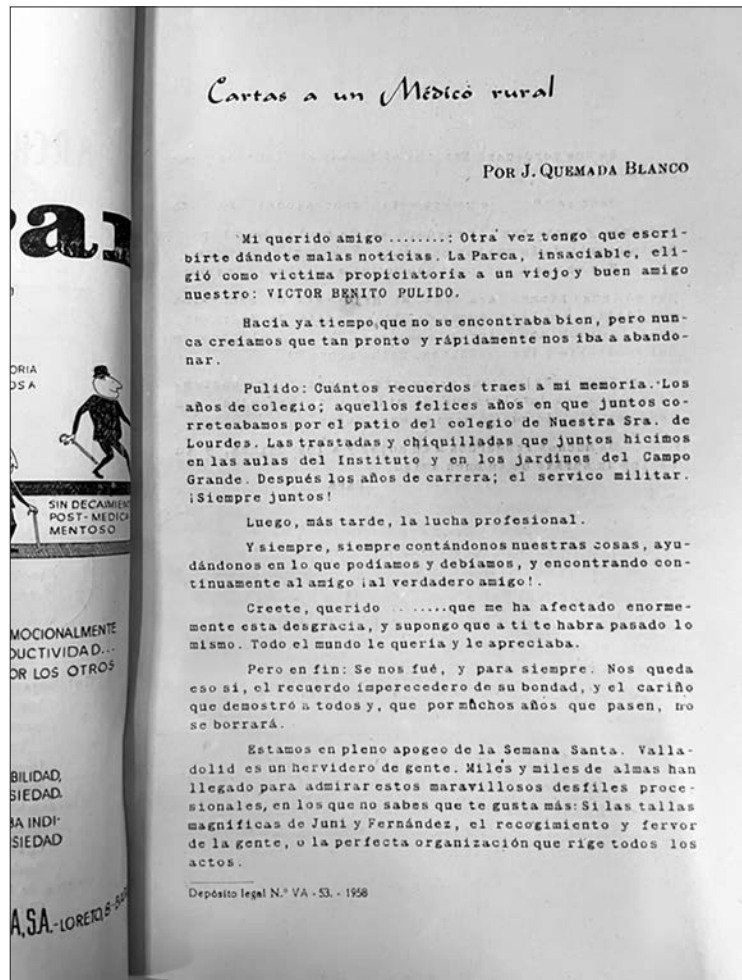 Cartas a un Médico rural
POR J. QUEMADA BLANCO
Mi querido amigo ........: Otra vez tengo que escri-
birte dándote malas noticias. La Parca, insaciable, eli-
gió como victima propiciatoria a un viejo y buen amigo
nuestro: VICTOR BENITO PULIDO.
Hacía ya tiempo que no se encontraba bien, pero nun-
ca creíamos que tan pronto y rápidamente nos iba a abando-
nar.
Pulido: Cuántos recuerdos traes a mi memoria. Los
años de colegio; aquellos felices años en que juntos co-
rreteabamos por el patio del colegio de Nuestra Sra. de
Lourdes. Las trastadas y chiquilladas que juntos hicimos
en las aulas del Instituto y en los jardines del Campo
Grande. Después los años de carrera; el servico militar.
¡Siempre juntos!
Luego, más tarde, la lucha profesional.
Y siempre, siempre contándonos nuestras cosas, ayu-
dándonos en lo que podíamos y debíamos, y encontrando con-
tinuamente al amigo ¡al verdadero amigo!.
Creete, querido .. ......que me ha afectado enorme-
mente esta desgracia, y supongo que a ti te habra pasado lo
mismo. Todo el mundo le quería y le apreciaba.
Pero en fin: Se nos fué, y para siempre. Nos queda
eso sí, el recuerdo imperecedero de su bondad, y el cariño
que demostró a todos y, que por muchos años que pasen, no
se borrará.
Estamos en pleno apogeo de la Semana Santa. Valla-
dolid es un hervidero de gente. Miles y miles de almas han
llegado para admirar estos maravillosos desfiles proce-
sionales, en los que no sabes que te gusta más: Si las tallas
magníficas de Juni y Fernández, el recogimiento y fervor
de la gente, o la perfecta organización que rige todos los
actos.
Depósito legal N.º VA - 53. - 1958
ORIA
OS A
SIN DECAIMIEN
POST-MEDICA
MENTOSO
MOCIONALMENTE
DUCTIVIDAD...
OR LOS OTROS
BILIDAD,
SIEDAD.
BA INDI-
SIEDAD
A, S.A.-LORETO, 8-